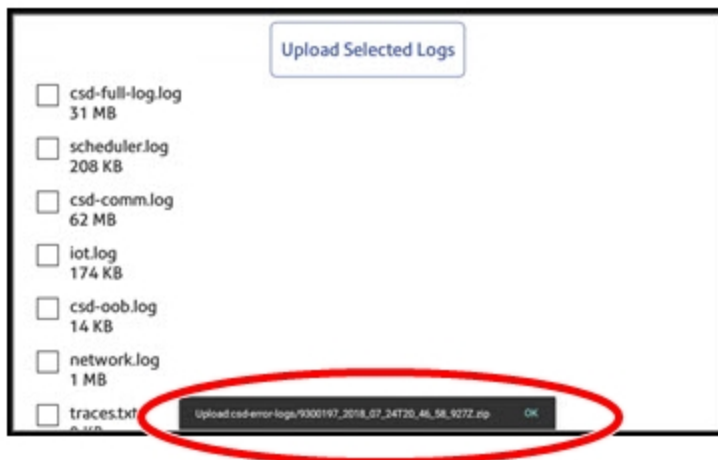 Upload Selected Logs
csd-full-log.log
31 MB
scheduler.log
208 KB
csd-comm.log
62 MB
iot.log
174 KB
csd-oob.log
14 KB
network.log
1 MB
traces.txt
Upload:csd-error-logs/9300197_2018_07_24T20_46_58_927Z.zip OK